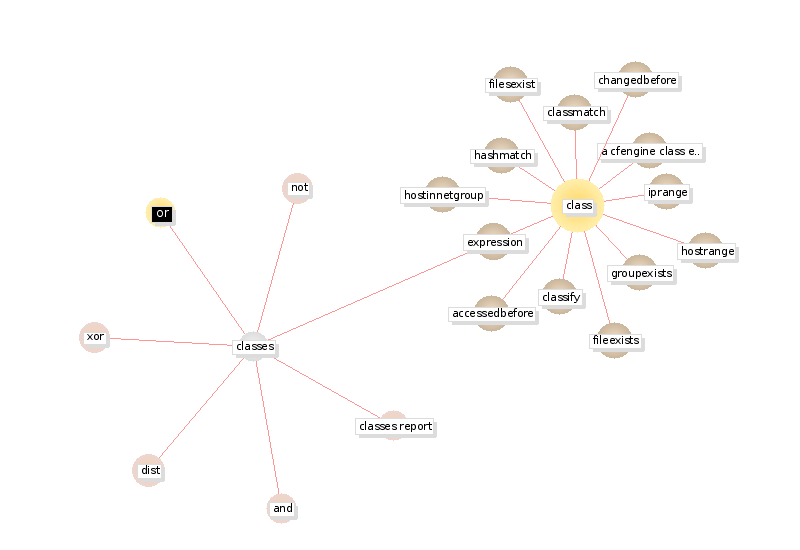 changedbefore
filesexist
classmatch
a cfengine class e..
hashmatch
not
iprange
hostinnetgroup
class
or
expression
hostrange
groupexists
classify
accessedbefore
xor
fileexists
classes
classes report
dist
and